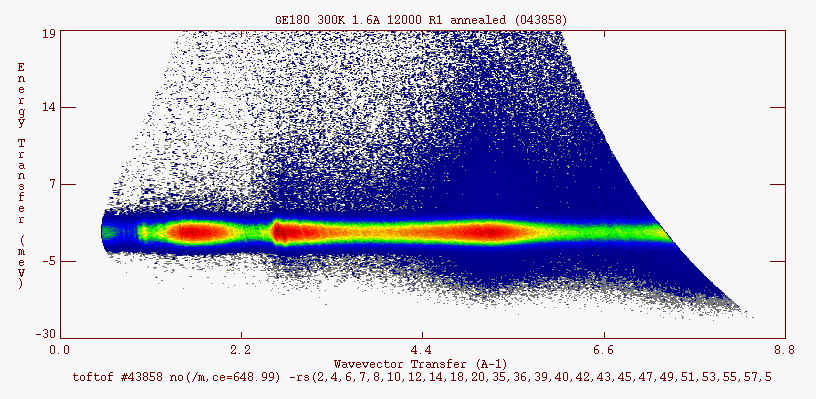 GE180 300K 1.6A 12000 R1 annealed (043858)
19
14
7
-5
-30
Energy Transfer (meV)
0.0 2.2 4.4 6.6 8.8
Wavevector Transfer (A-1)
toftof #43858 no(/m,ce=648.99) -rs(2,4,6,7,8,10,12,14,18,20,35,36,39,40,42,43,45,47,49,51,53,55,57,5